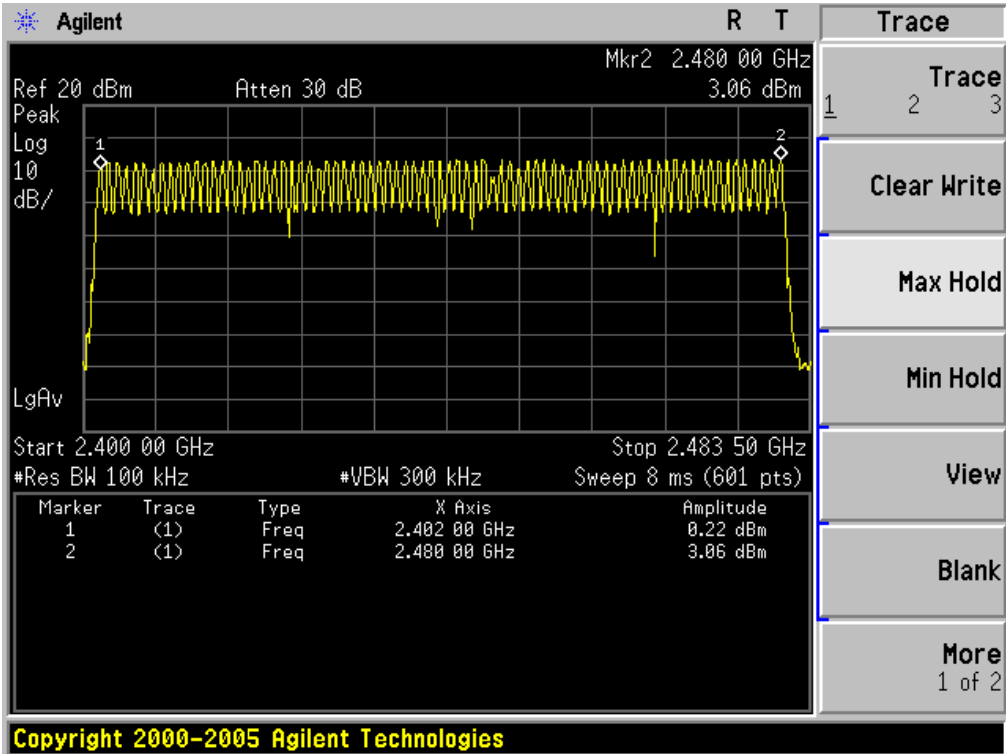 Agilent R T
Mkr2 2.480 00 GHz
Ref 20 dBm Atten 30 dB 3.06 dBm
Peak
Log
10
dB/
1
2
LgAv
Start 2.400 00 GHz Stop 2.483 50 GHz
#Res BW 100 kHz #VBW 300 kHz Sweep 8 ms (601 pts)
Marker Trace Type X Axis Amplitude
1 (1) Freq 2.402 00 GHz 0.22 dBm
2 (1) Freq 2.480 00 GHz 3.06 dBm
Trace
Trace
1 2 3
Clear Write
Max Hold
Min Hold
View
Blank
More
1 of 2
Copyright 2000-2005 Agilent Technologies